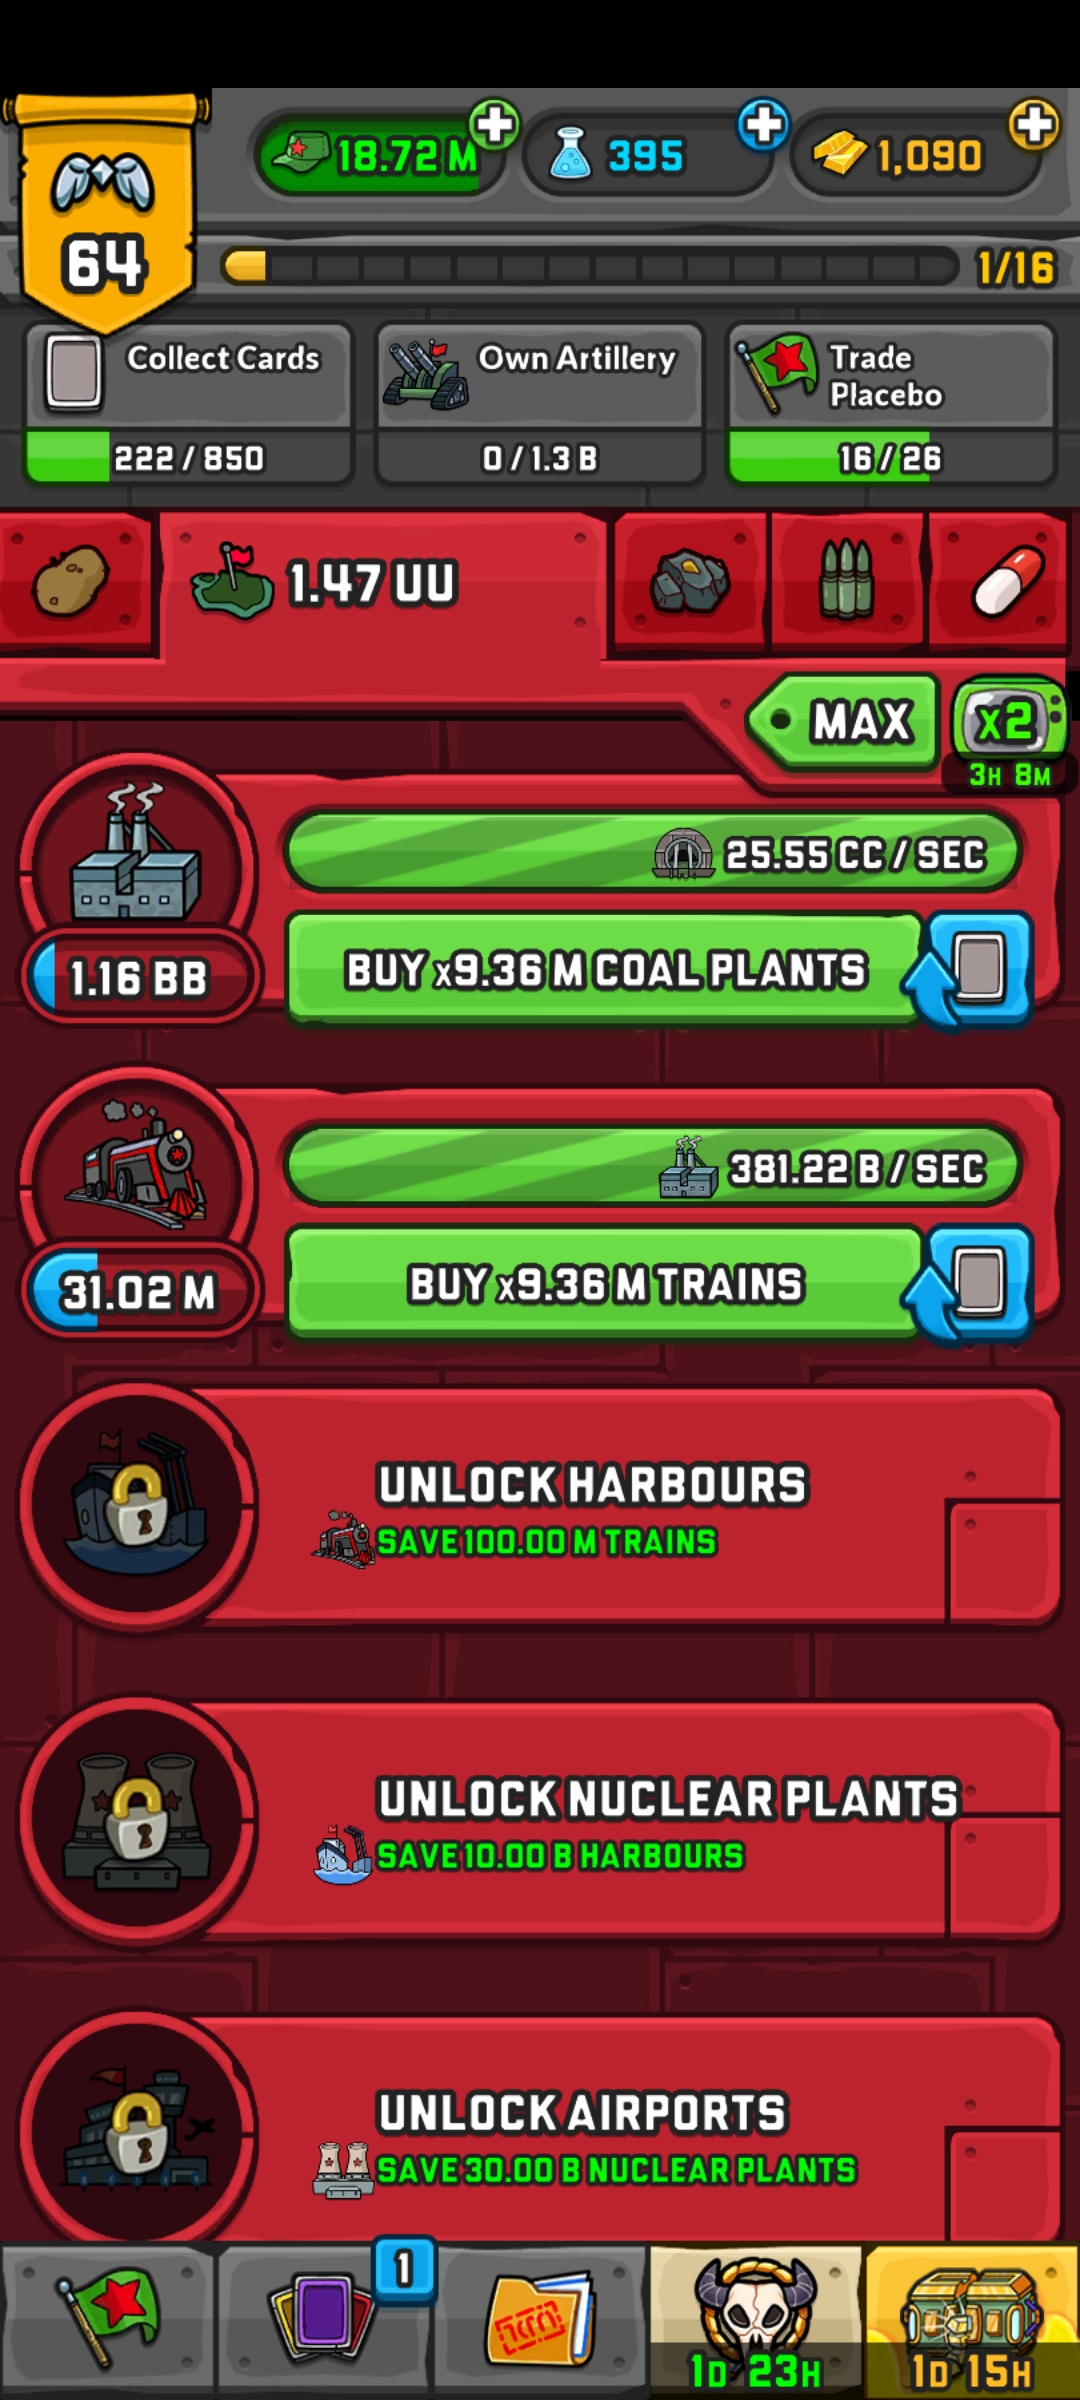 18.72 M
395
1,090
64
1/16
Collect Cards
Own Artillery
Trade
Placebo
222 / 850
0 / 1.3 B
16 / 26
1.47 UU
MAX
X2
3H 8M
25.55 CC / SEC
1.16 BB
BUY x9.36 M COAL PLANTS
381.22 B / SEC
31.02 M
BUY x9.36 M TRAINS
UNLOCK HARBOURS
SAVE 100.00 M TRAINS
UNLOCK NUCLEAR PLANTS
SAVE 10.00 B HARBOURS
UNLOCK AIRPORTS
SAVE 30.00 B NUCLEAR PLANTS
1
1D 23H
1D 15H